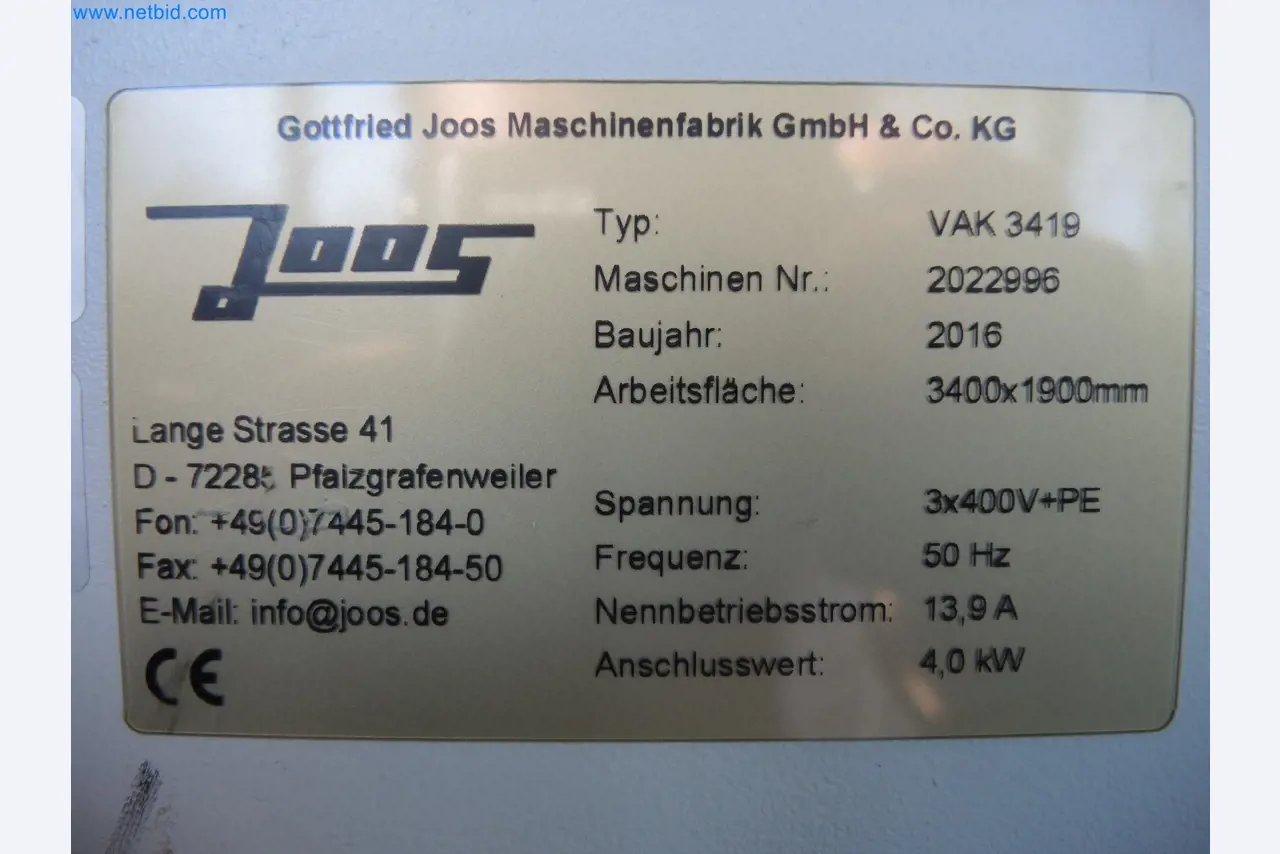 www.netbid.com
Gottfried Joos Maschinenfabrik GmbH & Co. KG
Joos
Typ: VAK 3419
Maschinen Nr.: 2022996
Baujahr: 2016
Arbeitsfläche: 3400x1900mm
Lange Strasse 41
D - 72285 Pfalzgrafenweiler
Fon: +49(0)7445-184-0
Fax: +49(0)7445-184-50
E-Mail: info@joos.de
CE
Spannung: 3x400V+PE
Frequenz: 50 Hz
Nennbetriebsstrom: 13,9 A
Anschlusswert: 4,0 kW